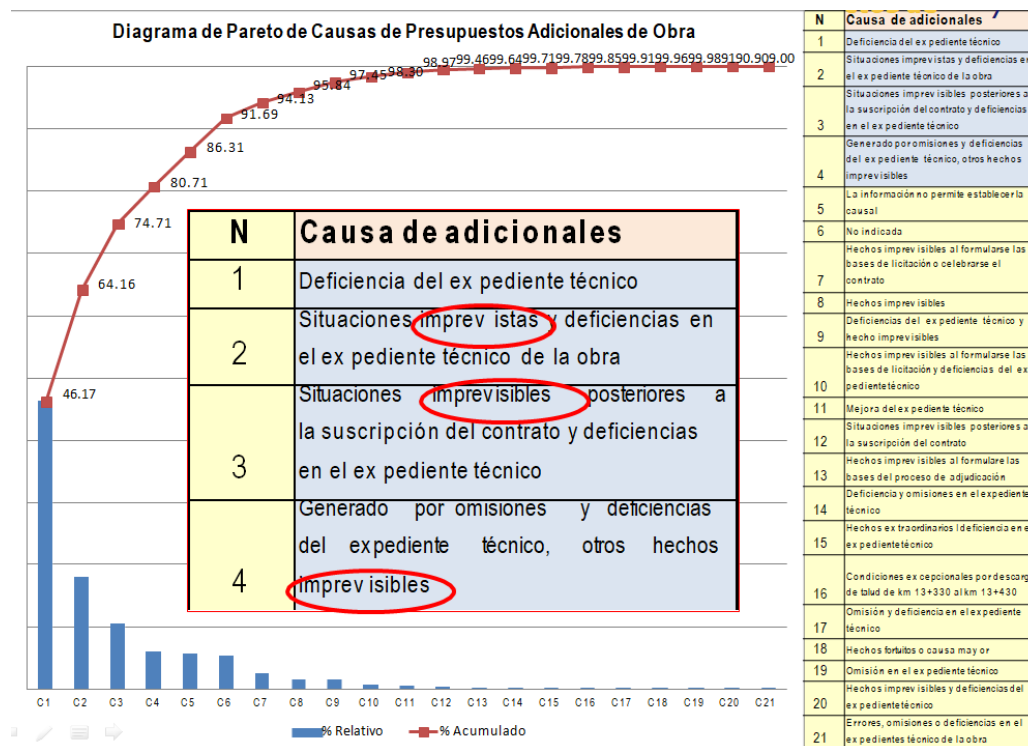 Diagrama de Pareto de Causas de Presupuestos Adicionales de Obra
46.17
64.16
74.71
80.71
86.31
91.69
94.13
95.84
97.45
98.30
98.97
99.46
99.64
99.71
99.78
99.85
99.91
99.96
99.98
N Causa de adicionales
1 Deficiencia del ex pediente técnico
Situaciones imprev istas y deficiencias en
2 el ex pediente técnico de la obra
Situaciones imprevisibles posteriores a
la suscripción del contrato y deficiencias
3 en el ex pediente técnico
Generado por omisiones y deficiencias
del expediente técnico, otros hechos
4 imprev isibles
C1 C2 C3 C4 C5 C6 C7 C8 C9 C10 C11 C12 C13 C14 C15 C16 C17 C18 C19 C20 C21
% Relativo % Acumulado
N Causa de adicionales
1 Deficiencia del ex pediente técnico
Situaciones imprev istas y deficiencias en
2 el ex pediente técnico de la obra
Situaciones imprev isibles posteriores a
la suscripción del contrato y deficiencias
3 en el ex pediente técnico
Generado por omisiones y deficiencias
del ex pediente técnico, otros hechos
4 imprev isibles
La información no permite establecer la
5 causal
6 No indicada
Hechos imprev isibles al formularse las
bases de licitación o celebrarse el
7 contrato
8 Hechos imprev isibles
Deficiencias del ex pediente técnico y
9 hecho imprev isibles
Hechos imprev isibles al formularse las
bases de licitación y deficiencias del ex
10 pediente técnico
11 Mejora del ex pediente técnico
Situaciones imprev isibles posteriores a
12 la suscripción del contrato
Hechos imprev isibles al formulare las
13 bases del proceso de adjudicación
Deficiencia y omisiones en el expediente
14 técnico
Hechos ex traordinarios I deficiencia en e
15 ex pediente técnico
Condiciones ex cepcionales por descarg
16 de talud de km 13+330 al km 13+430
Omisión y deficiencia en el expediente
17 técnico
18 Hechos fortuitos o causa may or
19 Omisión en el ex pediente técnico
Hechos imprev isibles y deficiencias del
20 ex pediente técnico
Errores, omisiones o deficiencias en el
21 ex pedientes técnico de la obra